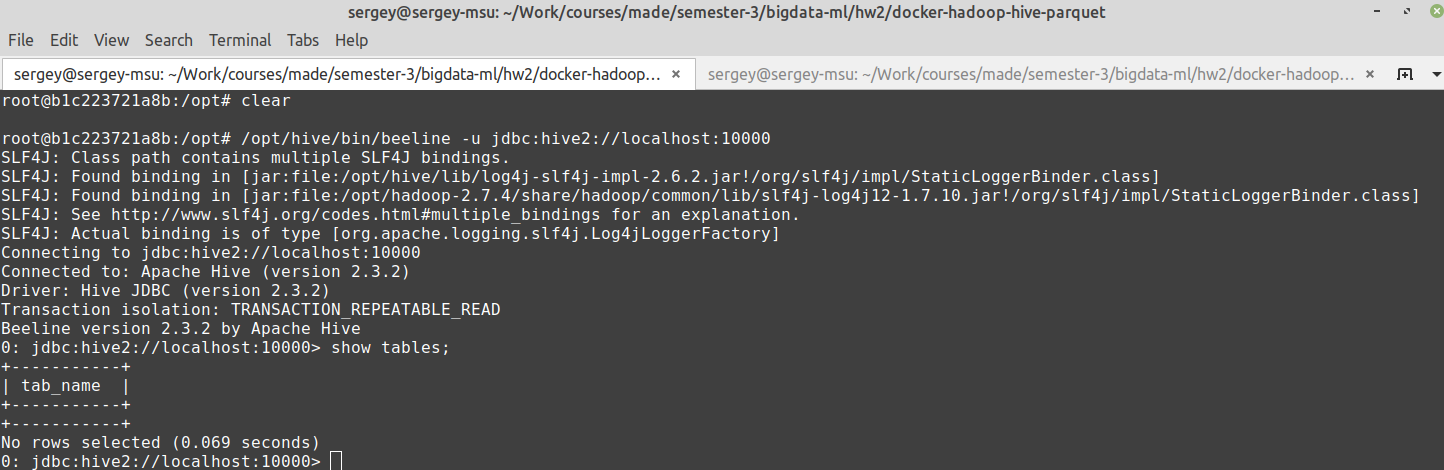 sergey@sergey-msu: ~/Work/courses/made/semester-3/bigdata-ml/hw2/docker-hadoop-hive-parquet
File Edit View Search Terminal Tabs Help
sergey@sergey-msu: ~/Work/courses/made/semester-3/bigdata-ml/hw2/docker-hadoop… × sergey@sergey-msu: ~/Work/courses/made/semester-3/bigdata-ml/hw2/docker-hadoop… ×
root@b1c223721a8b:/opt# clear
root@b1c223721a8b:/opt# /opt/hive/bin/beeline -u jdbc:hive2://localhost:10000
SLF4J: Class path contains multiple SLF4J bindings.
SLF4J: Found binding in [jar:file:/opt/hive/lib/log4j-slf4j-impl-2.6.2.jar!/org/slf4j/impl/StaticLoggerBinder.class]
SLF4J: Found binding in [jar:file:/opt/hadoop-2.7.4/share/hadoop/common/lib/slf4j-log4j12-1.7.10.jar!/org/slf4j/impl/StaticLoggerBinder.class]
SLF4J: See http://www.slf4j.org/codes.html#multiple_bindings for an explanation.
SLF4J: Actual binding is of type [org.apache.logging.slf4j.Log4jLoggerFactory]
Connecting to jdbc:hive2://localhost:10000
Connected to: Apache Hive (version 2.3.2)
Driver: Hive JDBC (version 2.3.2)
Transaction isolation: TRANSACTION_REPEATABLE_READ
Beeline version 2.3.2 by Apache Hive
0: jdbc:hive2://localhost:10000> show tables;
+-----------+
| tab_name  |
+-----------+
+-----------+
No rows selected (0.069 seconds)
0: jdbc:hive2://localhost:10000>